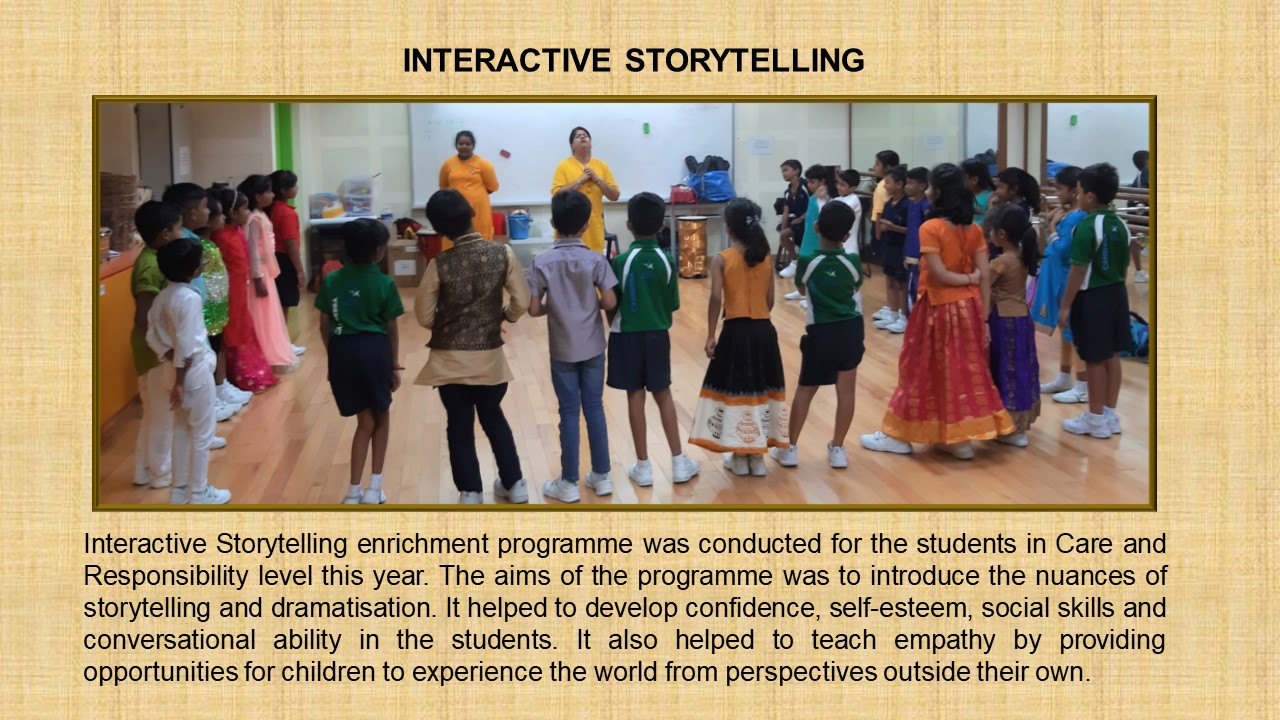 INTERACTIVE STORYTELLING
Interactive Storytelling enrichment programme was conducted for the students in Care and
Responsibility level this year. The aims of the programme was to introduce the nuances of
storytelling and dramatisation. It helped to develop confidence, self-esteem, social skills and
conversational ability in the students. It also helped to teach empathy by providing
opportunities for children to experience the world from perspectives outside their own.